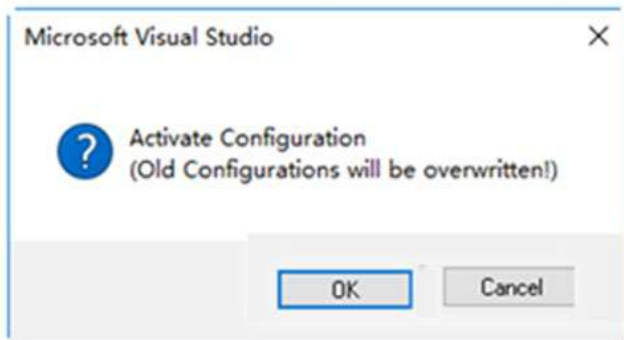 Microsoft Visual Studio
Activate Configuration
(Old Configurations will be overwritten!)
OK
Cancel